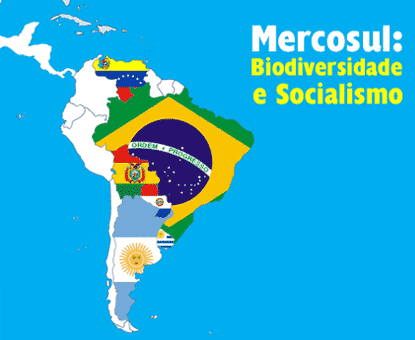 Mercosul:
Biodiversidade
e Socialismo
ORDEM E PROGRESSO